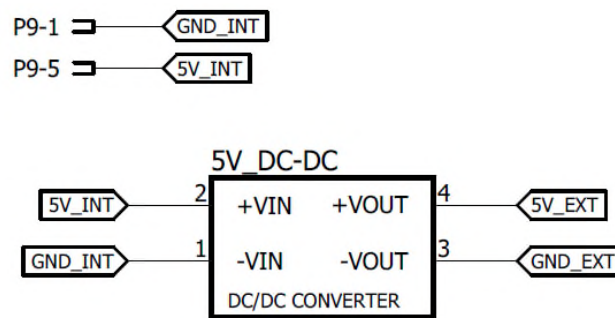 P9-1 GND_INT
P9-5 5V_INT
5V_DC-DC
5V_INT 2 +VIN +VOUT 4 5V_EXT
GND_INT 1 -VIN -VOUT 3 GND_EXT
DC/DC CONVERTER